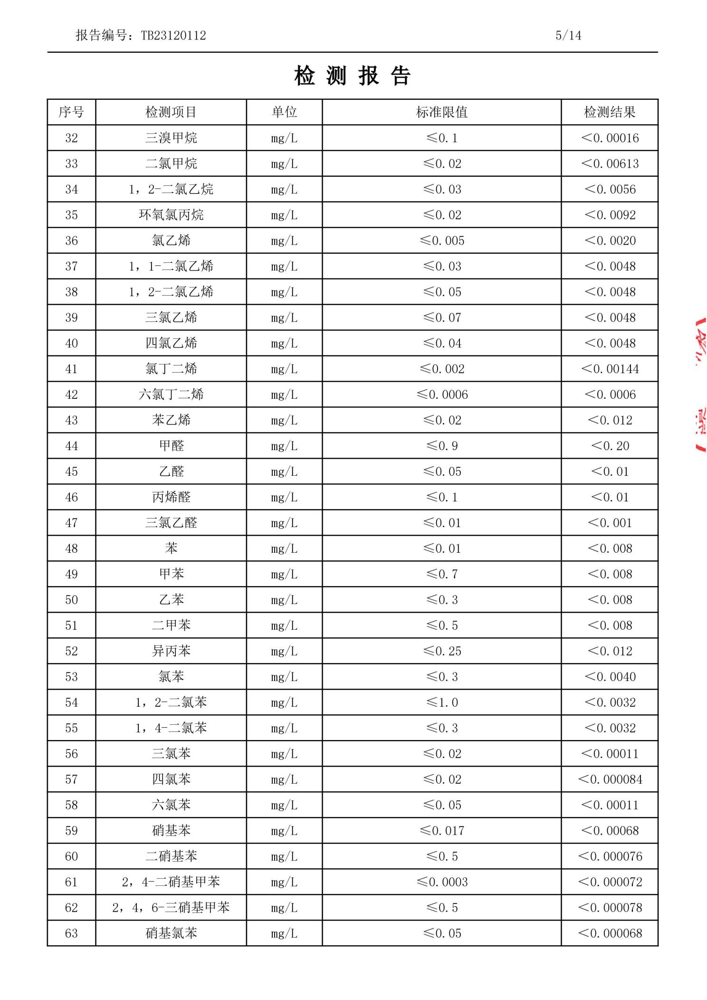 报告编号：TB23120112 5/14
检测报告
序号 检测项目 单位 标准限值 检测结果
32 三溴甲烷 mg/L ≤0.1 <0.00016
33 二氯甲烷 mg/L ≤0.02 <0.00613
34 1，2-二氯乙烷 mg/L ≤0.03 <0.0056
35 环氧氯丙烷 mg/L ≤0.02 <0.0092
36 氯乙烯 mg/L ≤0.005 <0.0020
37 1，1-二氯乙烯 mg/L ≤0.03 <0.0048
38 1，2-二氯乙烯 mg/L ≤0.05 <0.0048
39 三氯乙烯 mg/L ≤0.07 <0.0048
40 四氯乙烯 mg/L ≤0.04 <0.0048
41 氯丁二烯 mg/L ≤0.002 <0.00144
42 六氯丁二烯 mg/L ≤0.0006 <0.0006
43 苯乙烯 mg/L ≤0.02 <0.012
44 甲醛 mg/L ≤0.9 <0.20
45 乙醛 mg/L ≤0.05 <0.01
46 丙烯醛 mg/L ≤0.1 <0.01
47 三氯乙醛 mg/L ≤0.01 <0.001
48 苯 mg/L ≤0.01 <0.008
49 甲苯 mg/L ≤0.7 <0.008
50 乙苯 mg/L ≤0.3 <0.008
51 二甲苯 mg/L ≤0.5 <0.008
52 异丙苯 mg/L ≤0.25 <0.012
53 氯苯 mg/L ≤0.3 <0.0040
54 1，2-二氯苯 mg/L ≤1.0 <0.0032
55 1，4-二氯苯 mg/L ≤0.3 <0.0032
56 三氯苯 mg/L ≤0.02 <0.00011
57 四氯苯 mg/L ≤0.02 <0.000084
58 六氯苯 mg/L ≤0.05 <0.00011
59 硝基苯 mg/L ≤0.017 <0.00068
60 二硝基苯 mg/L ≤0.5 <0.000076
61 2，4-二硝基甲苯 mg/L ≤0.0003 <0.000072
62 2，4，6-三硝基甲苯 mg/L ≤0.5 <0.000078
63 硝基氯苯 mg/L ≤0.05 <0.000068